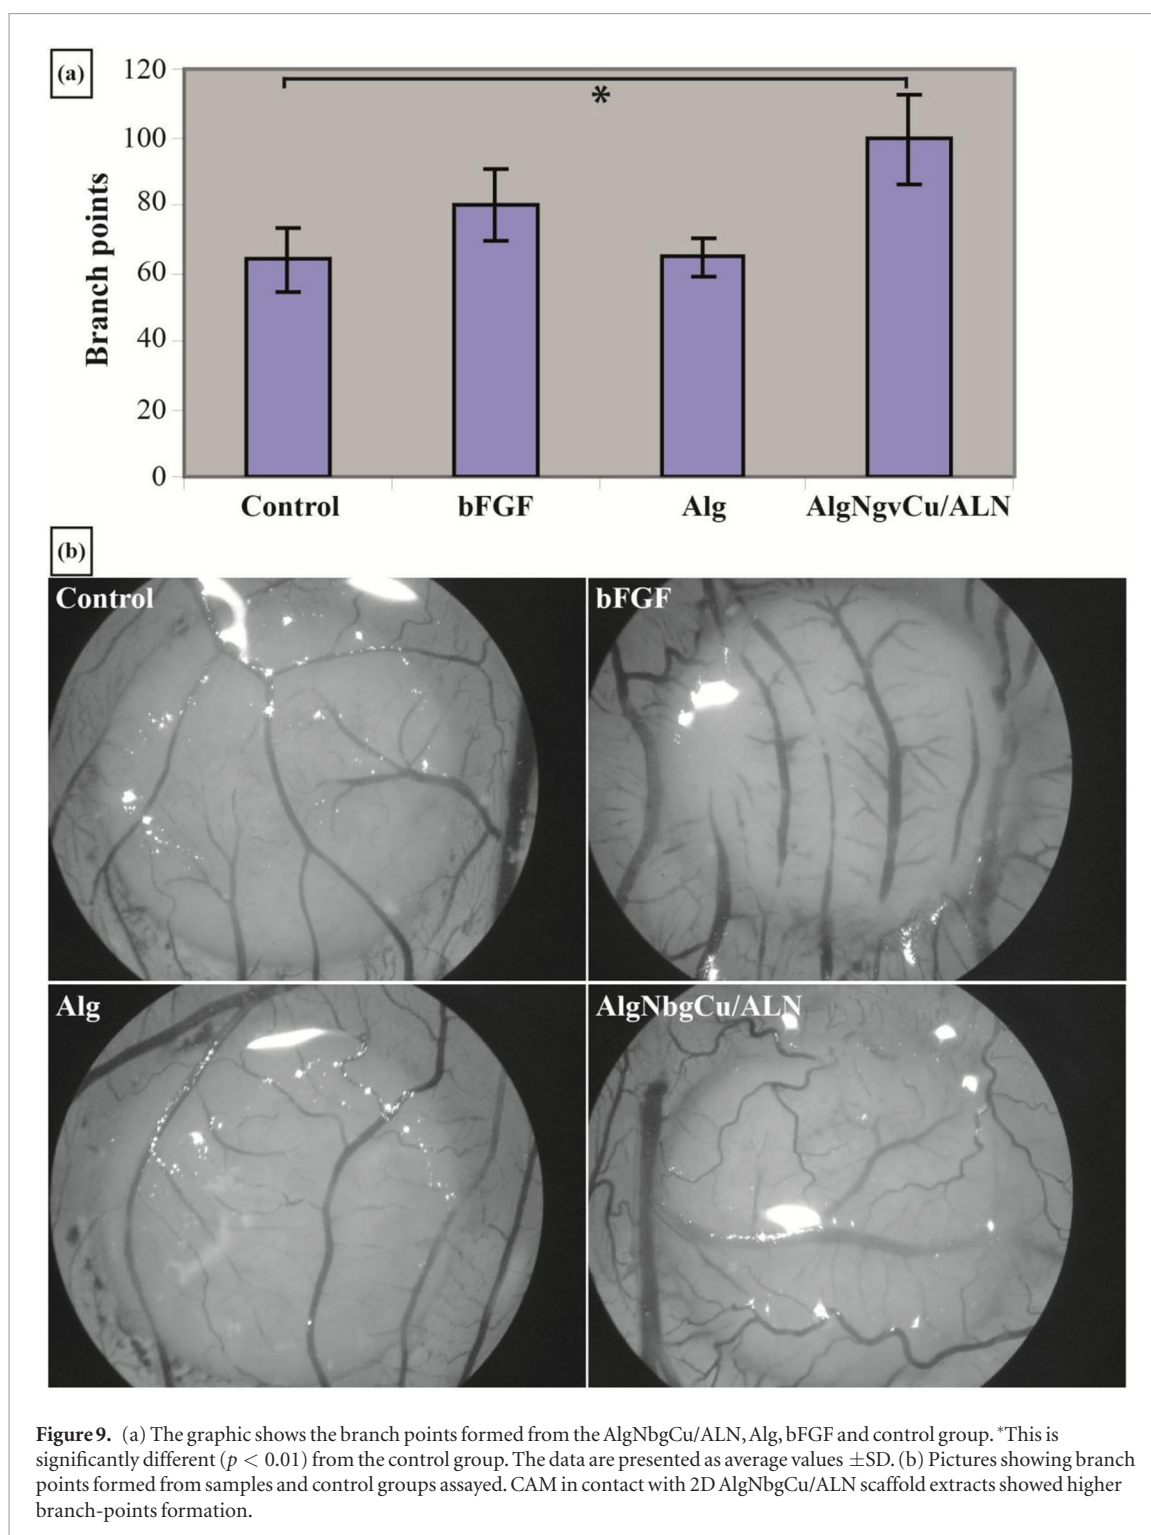 (a)
120
100
80
60
40
20
0
Branch points
*
Control bFGF Alg AlgNgvCu/ALN
(b)
Control bFGF
Alg AlgNbgCu/ALN
Figure 9. (a) The graphic shows the branch points formed from the AlgNbgCu/ALN, Alg, bFGF and control group. *This is
significantly different (p < 0.01) from the control group. The data are presented as average values ±SD. (b) Pictures showing branch
points formed from samples and control groups assayed. CAM in contact with 2D AlgNbgCu/ALN scaffold extracts showed higher
branch-points formation.